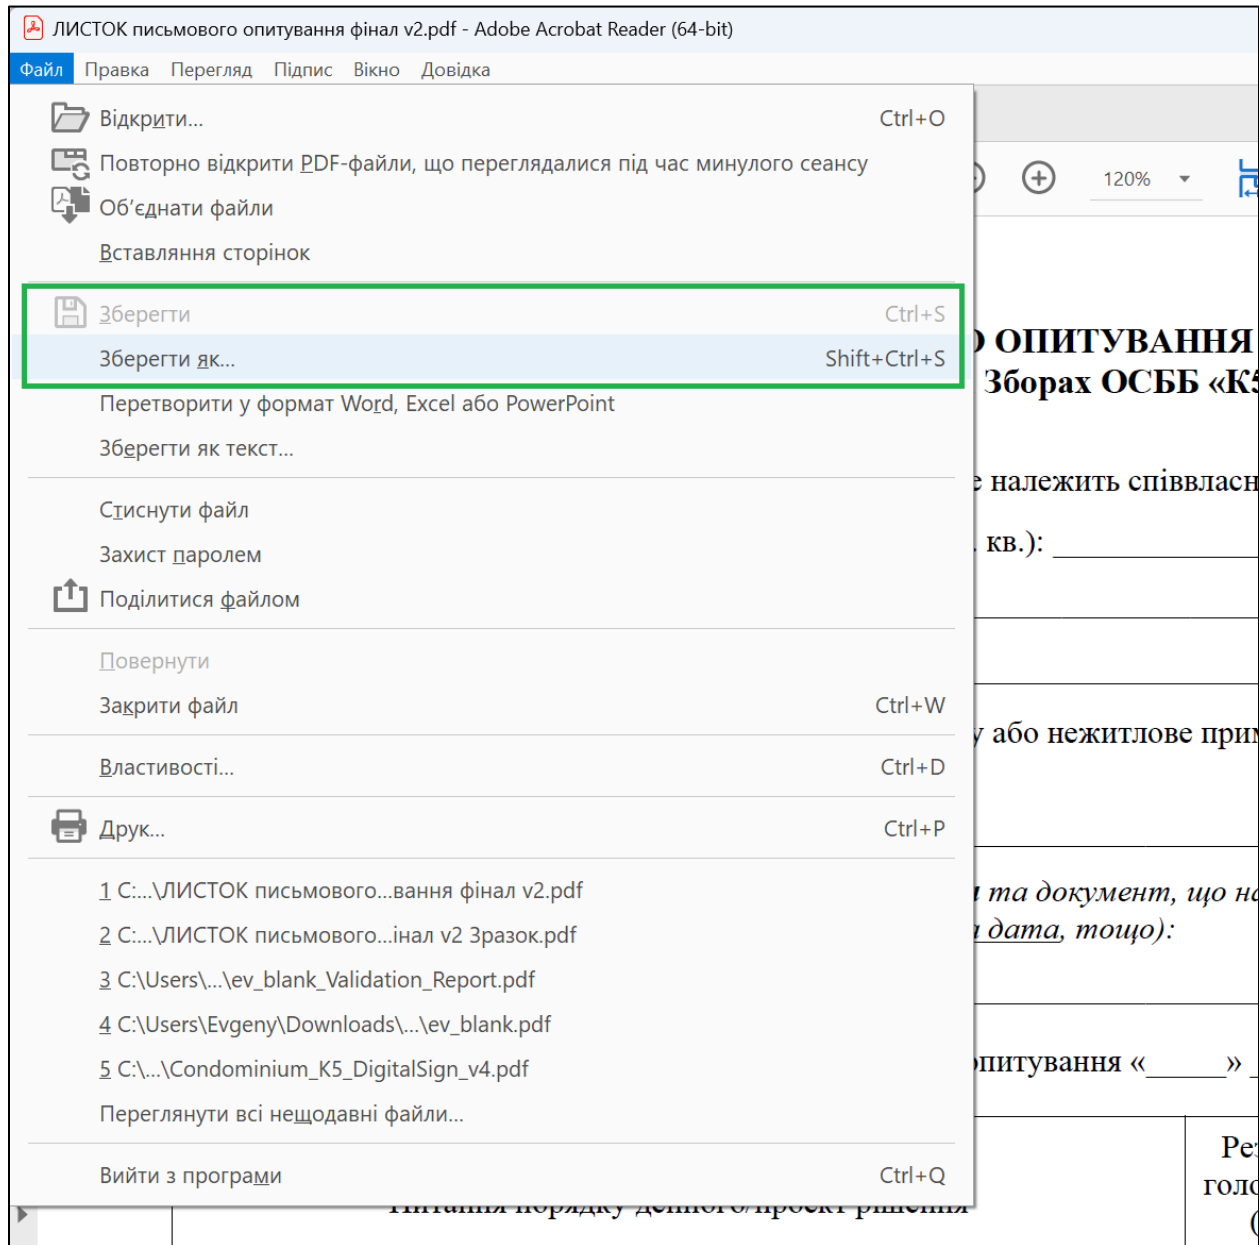 ЛИСТОК письмового опитування фінал v2.pdf - Adobe Acrobat Reader (64-bit)
Файл Правка Перегляд Підпис Вікно Довідка
Відкрити... Ctrl+O
Повторно відкрити PDF-файли, що переглядалися під час минулого сеансу
120%
Об’єднати файли
Вставляння сторінок
Зберегти Ctrl+S
ОПИТУВАННЯ
Зберегти як... Shift+Ctrl+S
Зборах ОСББ «К5
Перетворити у формат Word, Excel або PowerPoint
Зберегти як текст...
належить співвласн
Стиснути файл
. кв.):
Захист паролем
Поділитися файлом
Повернути
Закрити файл Ctrl+W
у або нежитлове прим
Властивості... Ctrl+D
Друк... Ctrl+P
1 C:...\ЛИСТОК письмового...вання фінал v2.pdf
та документ, що на
2 C:...\ЛИСТОК письмового...інал v2 Зразок.pdf
дата, тощо):
3 C:\Users\...\ev_blank_Validation_Report.pdf
4 C:\Users\Evgeny\Downloads\...\ev_blank.pdf
5 C:\...\Condominium_K5_DigitalSign_v4.pdf
опитування «_____» _
Переглянути всі нещодавні файли...
Вийти з програми Ctrl+Q
Рез
голо
(
Питання порядку денного/проєкт рішення